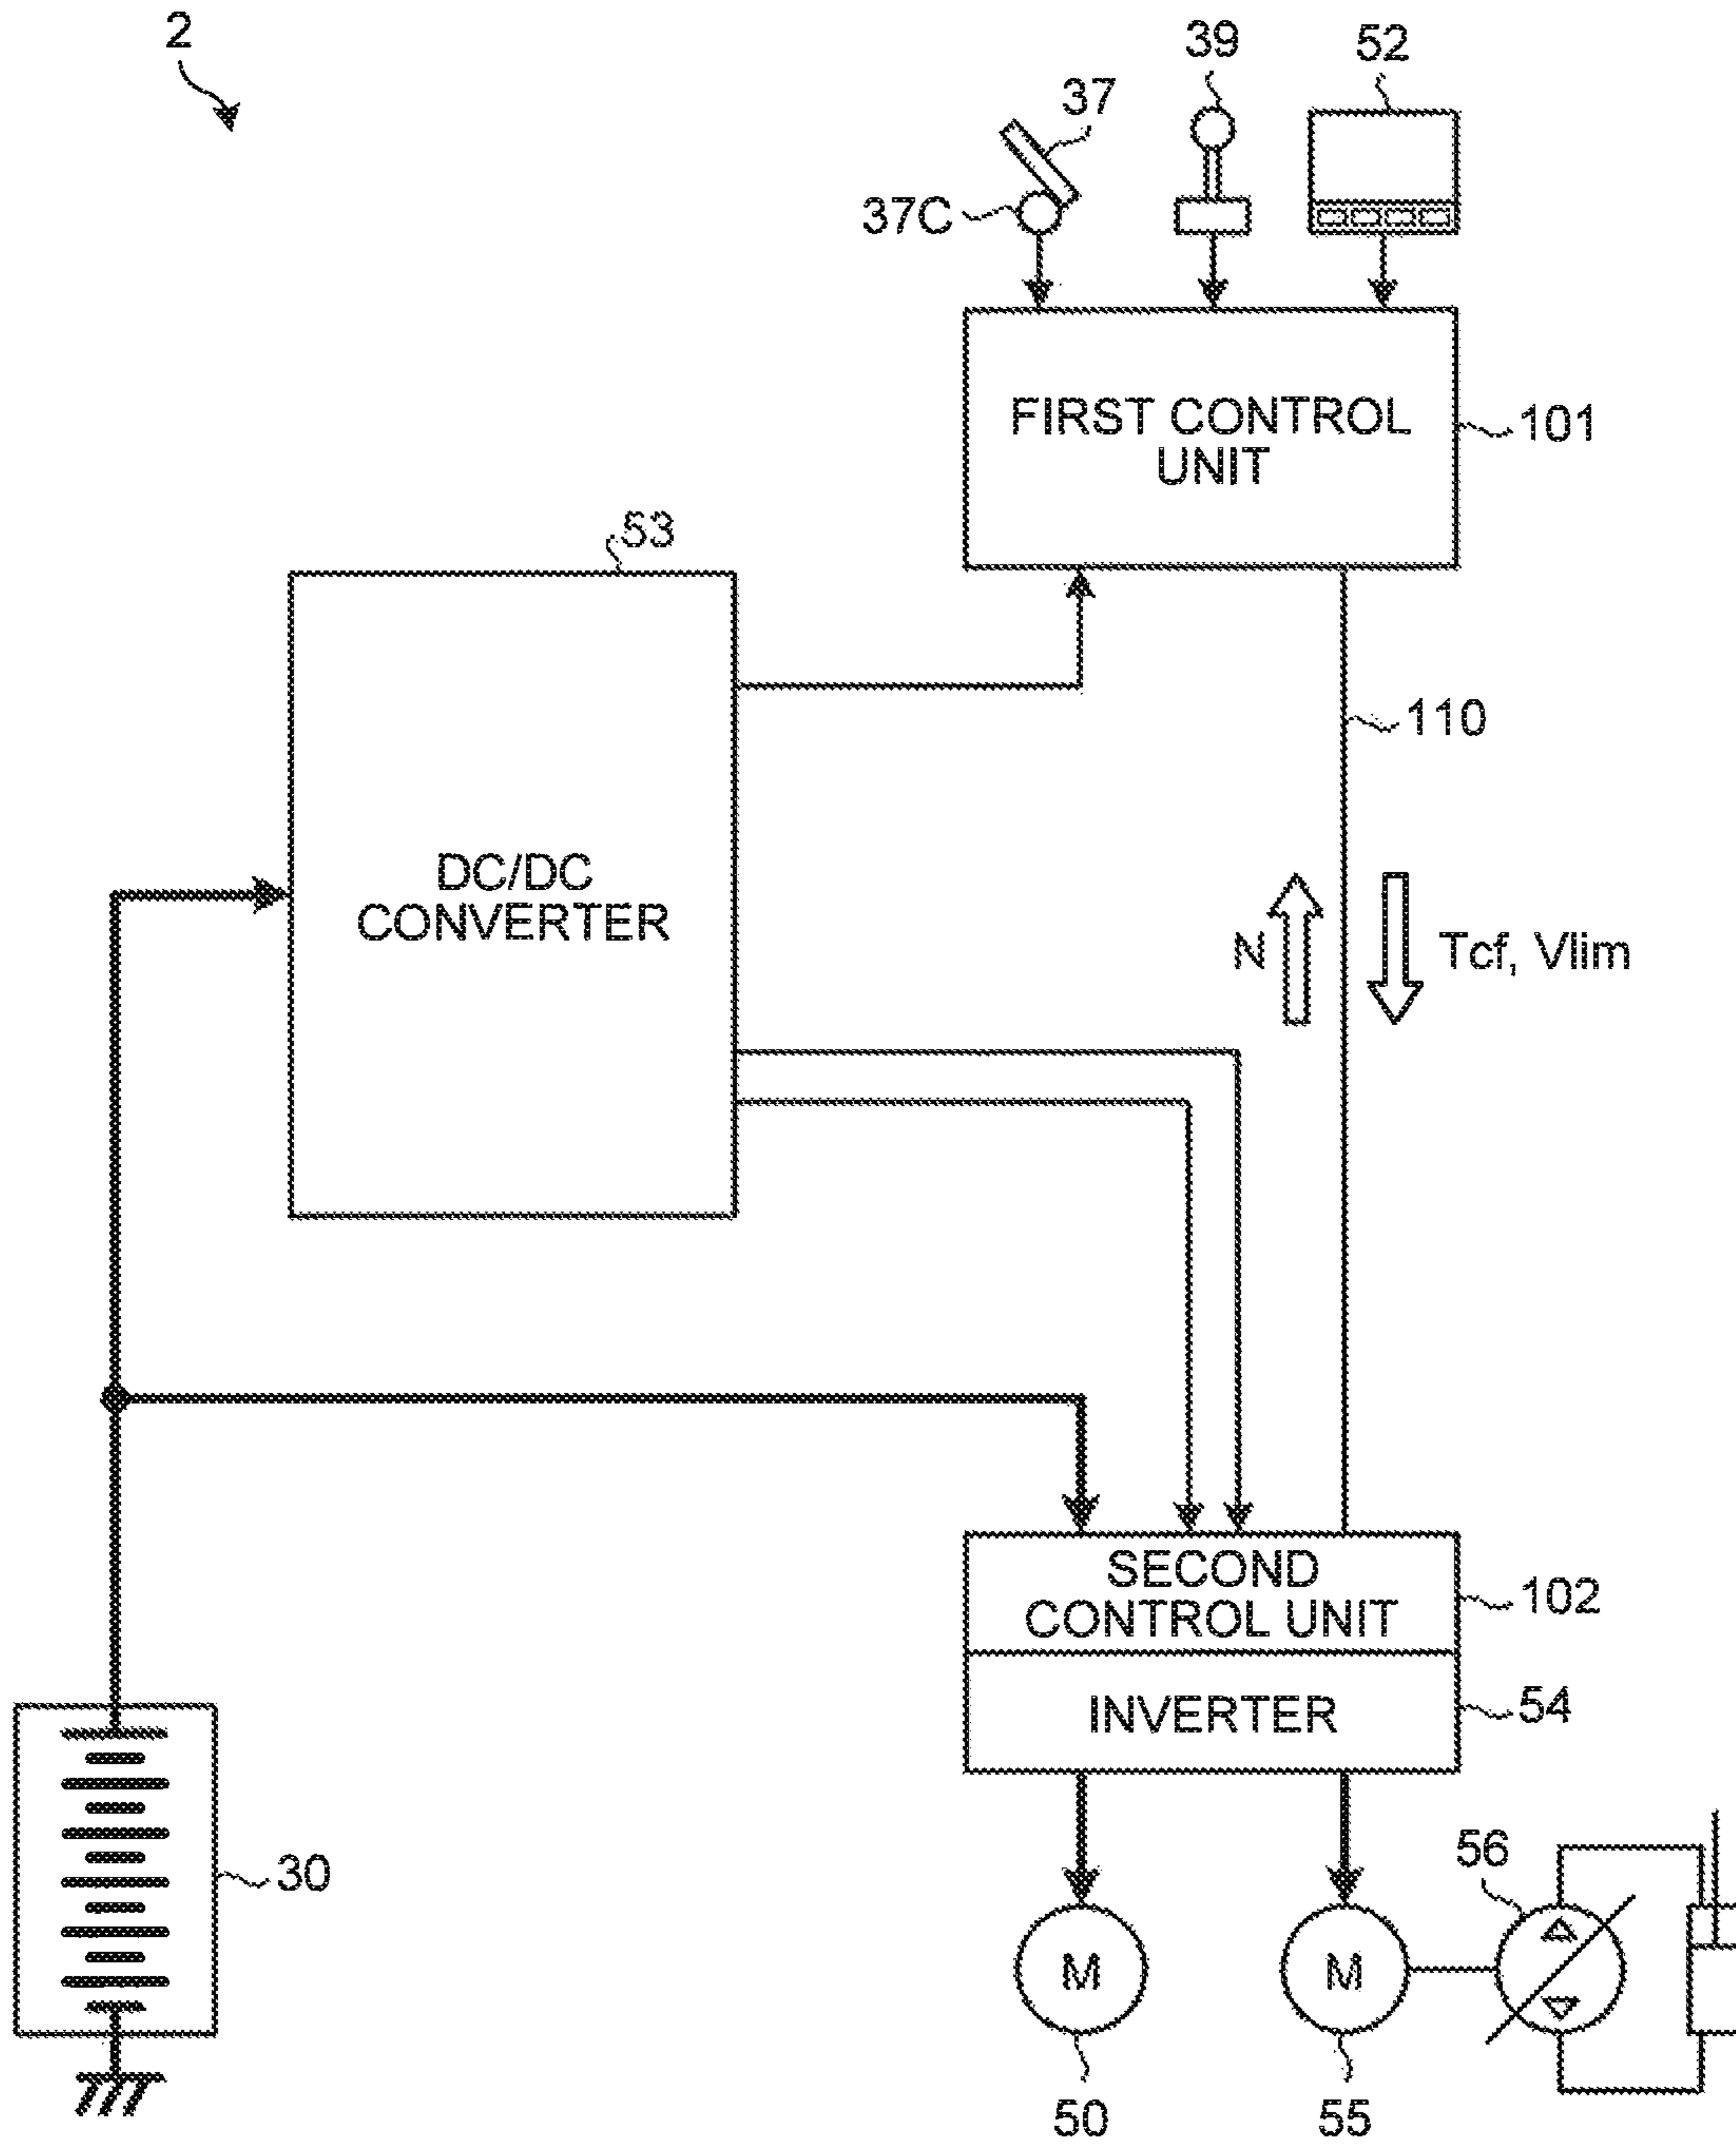 2
39
52
37
37C
FIRST CONTROL
UNIT
101
53
110
DC/DC
CONVERTER
N
Tcf, Vlim
SECOND
CONTROL UNIT
102
INVERTER
54
30
56
M
M
50
55